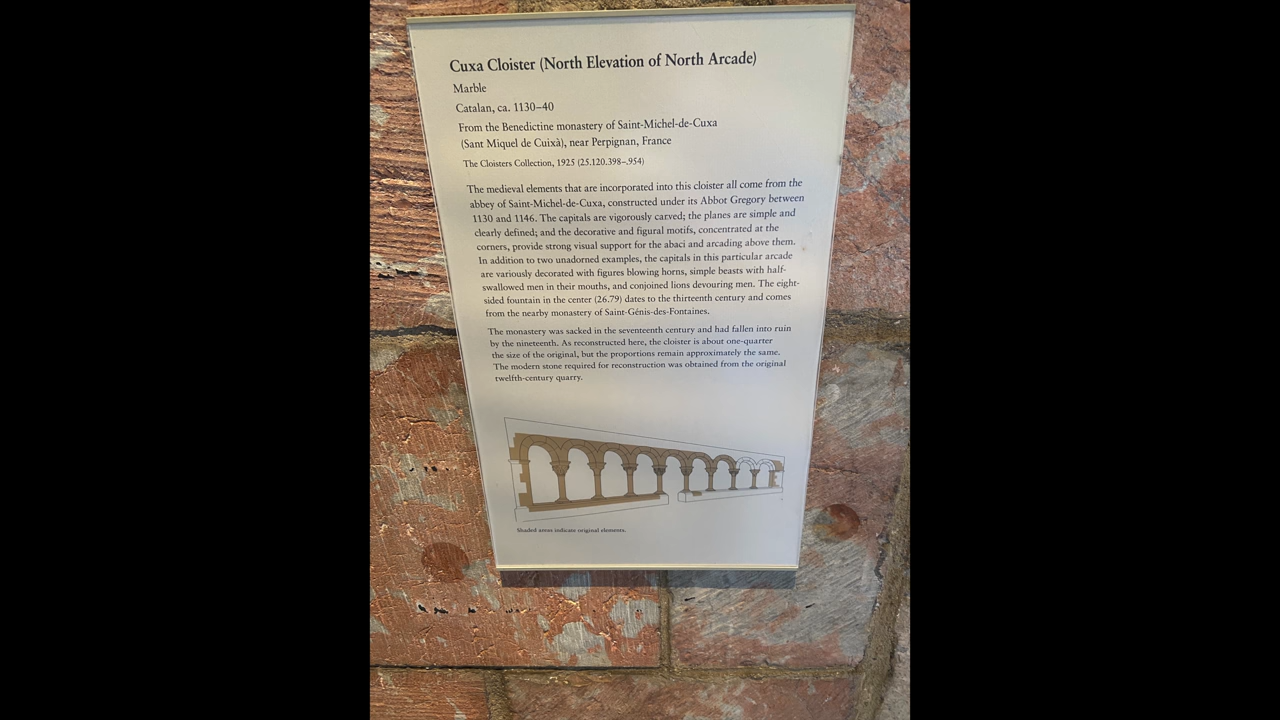 Cuxa Cloister (North Elevation of North Arcade)
Marble
Catalan, ca. 1130–40
From the Benedictine monastery of Saint-Michel-de-Cuxa
(Sant Miquel de Cuixà), near Perpignan, France
The Cloisters Collection, 1925 (25.120.398–.954)
The medieval elements that are incorporated into this cloister all come from the
abbey of Saint-Michel-de-Cuxa, constructed under its Abbot Gregory between
1130 and 1146. The capitals are vigorously carved; the planes are simple and
clearly defined; and the decorative and figural motifs, concentrated at the
corners, provide strong visual support for the abaci and arcading above them.
In addition to two unadorned examples, the capitals in this particular arcade
are variously decorated with figures blowing horns, simple beasts with half-
swallowed men in their mouths, and conjoined lions devouring men. The eight-
sided fountain in the center (26.79) dates to the thirteenth century and comes
from the nearby monastery of Saint-Génis-des-Fontaines.
The monastery was sacked in the seventeenth century and had fallen into ruin
by the nineteenth. As reconstructed here, the cloister is about one-quarter
the size of the original, but the proportions remain approximately the same.
The modern stone required for reconstruction was obtained from the original
twelfth-century quarry.
Shaded areas indicate original elements.